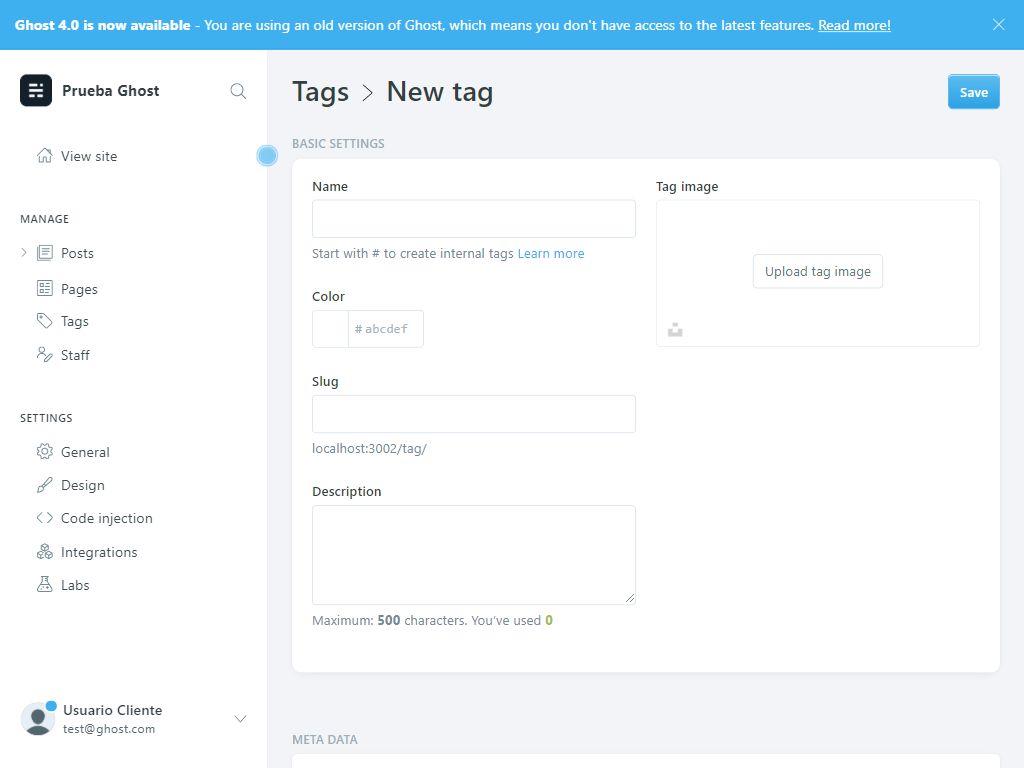 Ghost 4.0 is now available - You are using an old version of Ghost, which means you don't have access to the latest features. Read more!
Prueba Ghost
View site
MANAGE
Posts
Pages
Tags
Staff
SETTINGS
General
Design
Code injection
Integrations
Labs
Usuario Cliente
test@ghost.com
Tags > New tag
Save
BASIC SETTINGS
Name
Start with # to create internal tags Learn more
Color
# abcdef
Slug
localhost:3002/tag/
Description
Maximum: 500 characters. You've used 0
Tag image
Upload tag image
META DATA